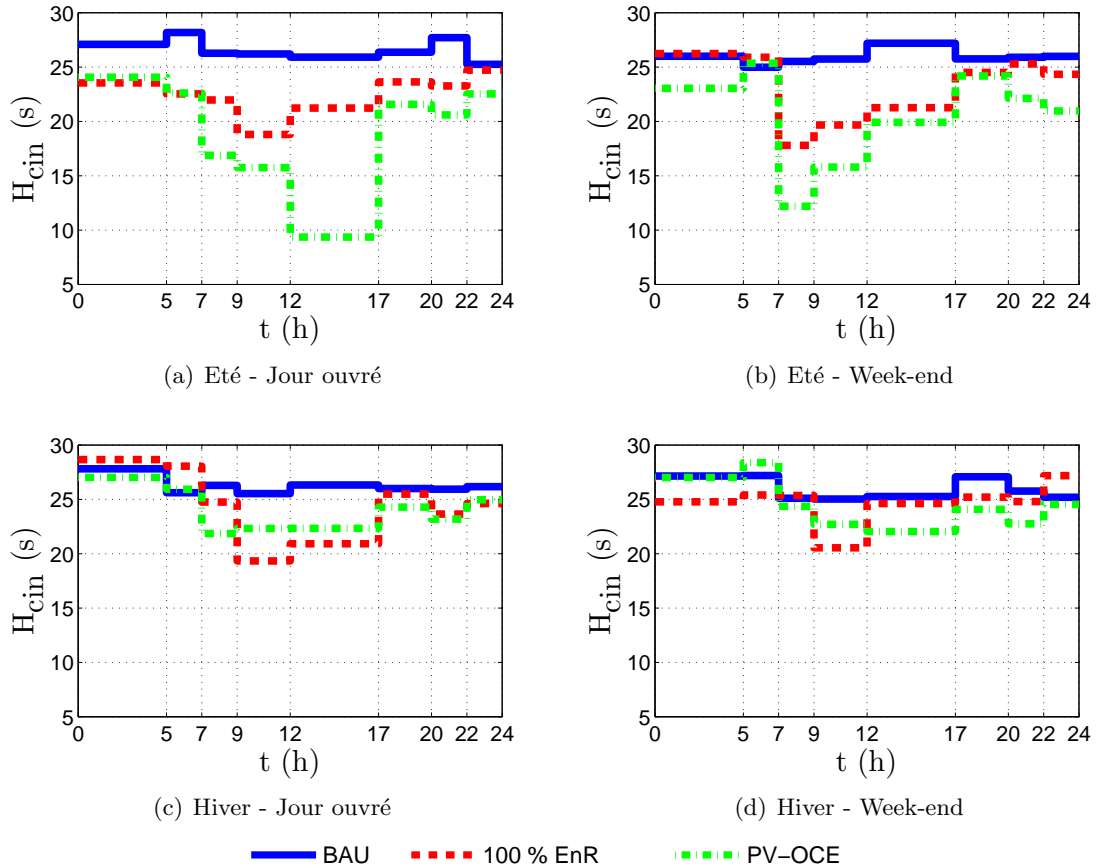 30
25
20
15
10
5
H_cin (s)
0 5 7 9 12 17 20 22 24
t (h)
(a) Eté - Jour ouvré
30
25
20
15
10
5
H_cin (s)
0 5 7 9 12 17 20 22 24
t (h)
(b) Eté - Week-end
30
25
20
15
10
5
H_cin (s)
0 5 7 9 12 17 20 22 24
t (h)
(c) Hiver - Jour ouvré
30
25
20
15
10
5
H_cin (s)
0 5 7 9 12 17 20 22 24
t (h)
(d) Hiver - Week-end
BAU 100 % EnR PV-OCE